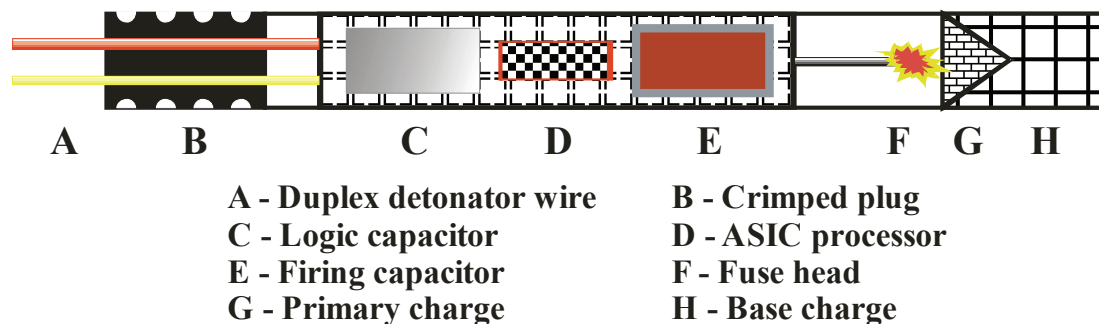 A B C D E F G H
A - Duplex detonator wire B - Crimped plug
C - Logic capacitor D - ASIC processor
E - Firing capacitor F - Fuse head
G - Primary charge H - Base charge